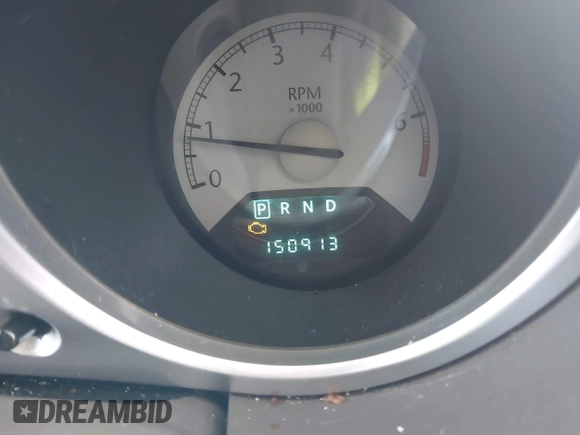 0 1 2 3 4 5 6
RPM
×1000
P R N D
150913
DREAMBID